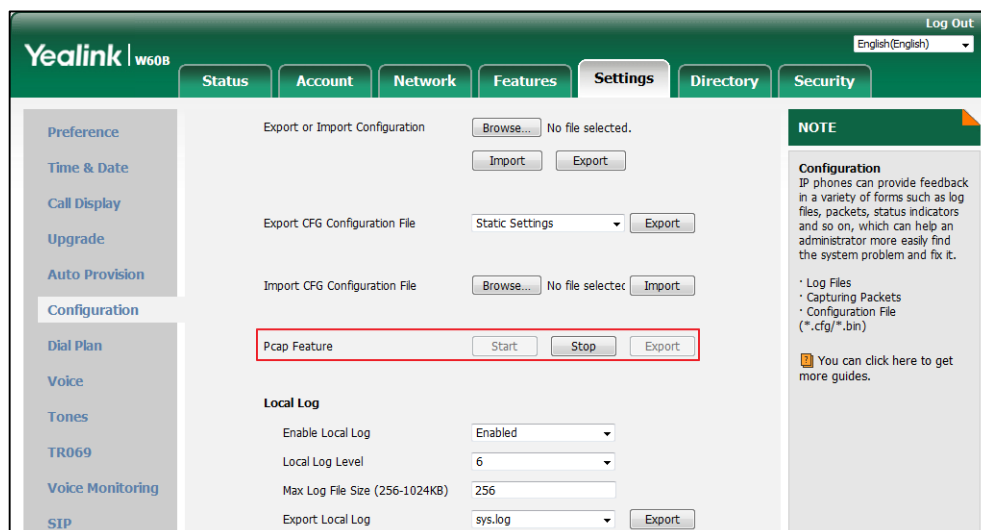 Log Out
Yealink | W60B
English(English)
Status Account Network Features Settings Directory Security
Preference
Time & Date
Call Display
Upgrade
Auto Provision
Configuration
Dial Plan
Voice
Tones
TR069
Voice Monitoring
SIP
Export or Import Configuration Browse... No file selected.
Import Export
Export CFG Configuration File Static Settings Export
Import CFG Configuration File Browse... No file selectec Import
Pcap Feature Start Stop Export
Local Log
Enable Local Log Enabled
Local Log Level 6
Max Log File Size (256-1024KB) 256
Export Local Log sys.log Export
NOTE
Configuration
IP phones can provide feedback
in a variety of forms such as log
files, packets, status indicators
and so on, which can help an
administrator more easily find
the system problem and fix it.
· Log Files
· Capturing Packets
· Configuration File
(*.cfg/*.bin)
You can click here to get
more guides.